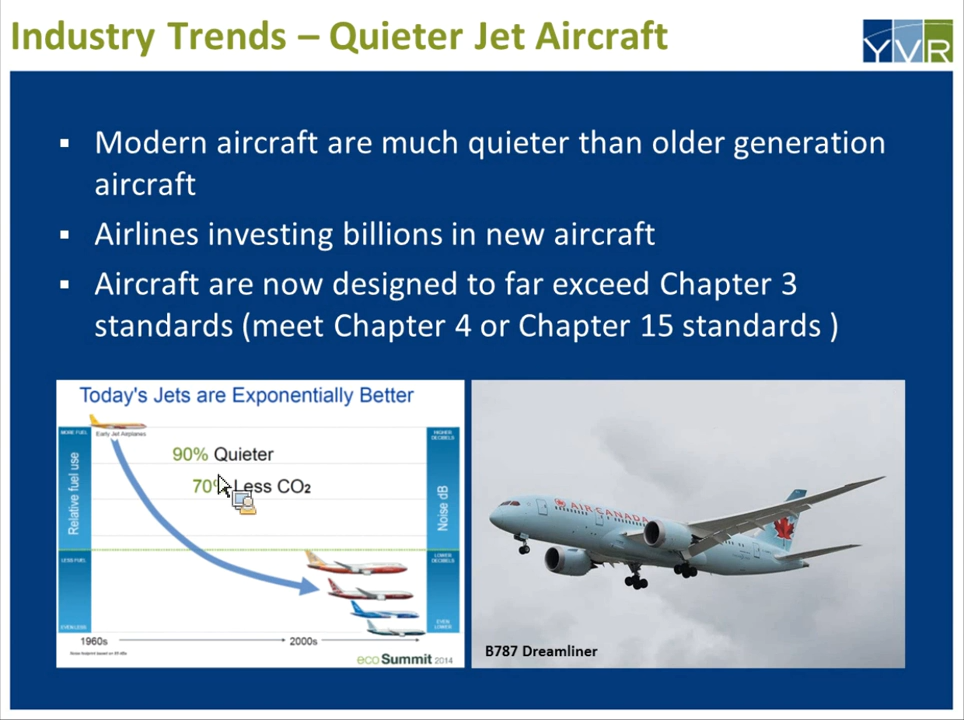 Industry Trends – Quieter Jet Aircraft
YVR
▪ Modern aircraft are much quieter than older generation
aircraft
▪ Airlines investing billions in new aircraft
▪ Aircraft are now designed to far exceed Chapter 3
standards (meet Chapter 4 or Chapter 15 standards )
Today's Jets are Exponentially Better
Early Jet Airplanes
MORE FUEL
HIGHER
DECIBELS
90% Quieter
70% Less CO2
Relative fuel use
Noise dB
LESS FUEL
LOWER
DECIBELS
EVEN LESS
EVEN
LOWER
1960s
2000s
ecoSummit 2014
AIR CANADA
B787 Dreamliner